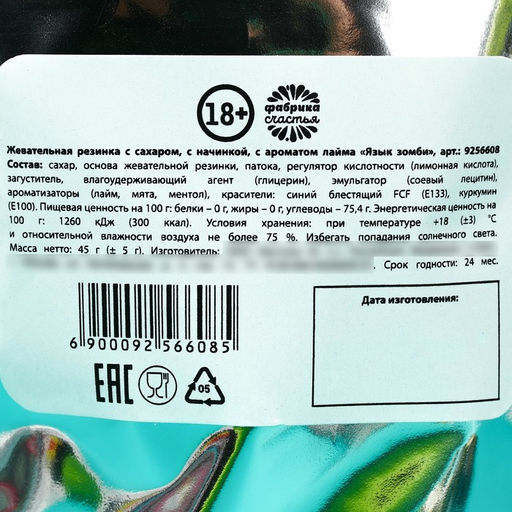 18+
фабрика
счастья
Жевательная резинка с сахаром, с начинкой, с ароматом лайма «Язык зомби», арт.: 9256608
Состав: сахар, основа жевательной резинки, патока, регулятор кислотности (лимонная кислота),
загуститель, влагоудерживающий агент (глицерин), эмульгатор (соевый лецитин),
ароматизаторы (лайм, мята, ментол), красители: синий блестящий FCF (Е133), куркумин
(Е100). Пищевая ценность на 100 г: белки – 0 г, жиры – 0 г, углеводы – 75,4 г. Энергетическая ценность на
100 г: 1260 кДж (300 ккал). Условия хранения: при температуре +18 (±3) °С
и относительной влажности воздуха не более 75 %. Избегать попадания солнечного света.
Масса нетто: 45 г (± 5 г). Изготовитель:
. Срок годности: 24 мес.
Дата изготовления:
6 900092 566085
EAC
05